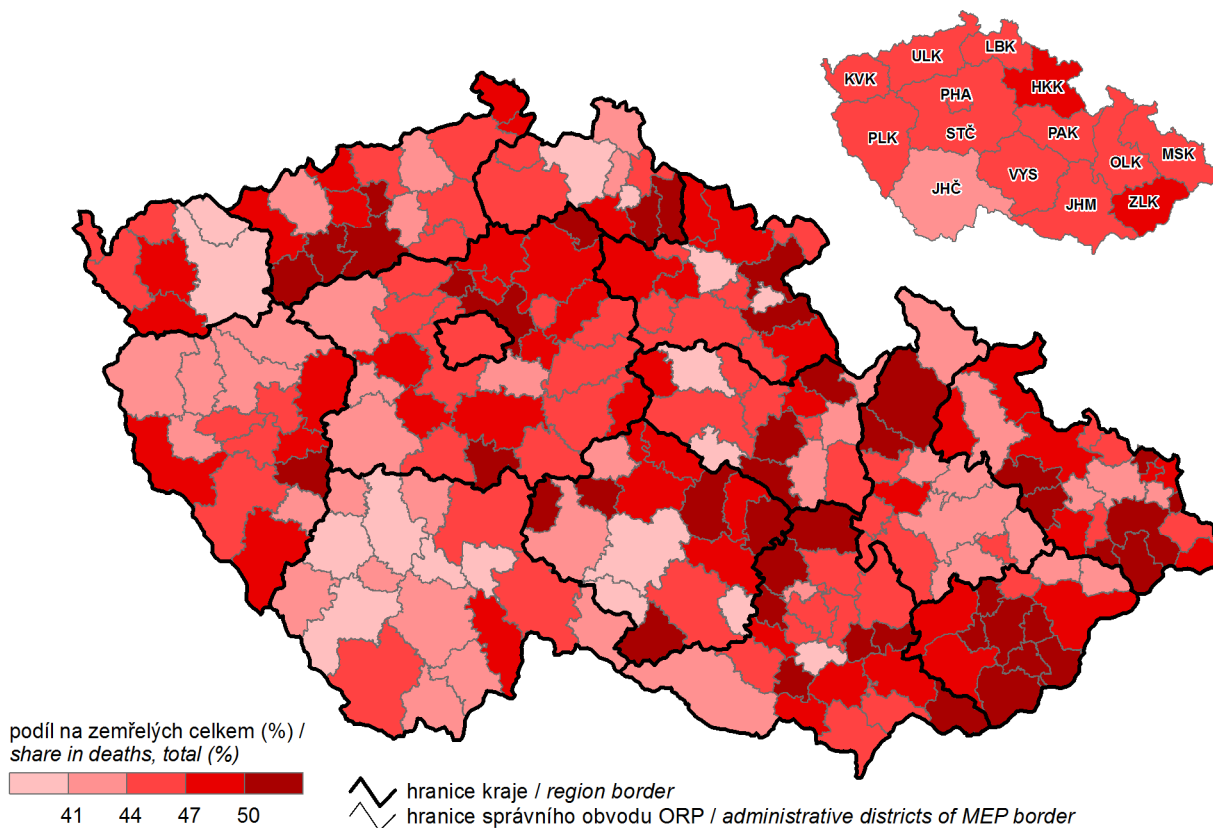 LBK
ULK
KVK
HKK
PHA
PLK
STČ
PAK
OLK
MSK
VYS
JHČ
ZLK
JHM
podíl na zemřelých celkem (%) /
share in deaths, total (%)
41 44 47 50
hranice kraje / region border
hranice správního obvodu ORP / administrative districts of MEP border